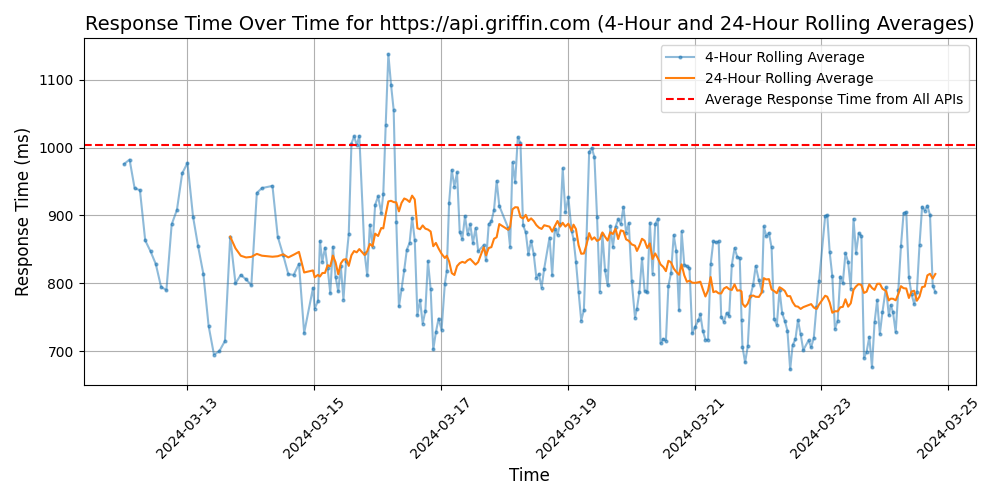 Response Time Over Time for https://api.griffin.com (4-Hour and 24-Hour Rolling Averages)
4-Hour Rolling Average
24-Hour Rolling Average
Average Response Time from All APIs
Response Time (ms)
1100
1000
900
800
700
2024-03-13
2024-03-15
2024-03-17
2024-03-19
2024-03-21
2024-03-23
2024-03-25
Time